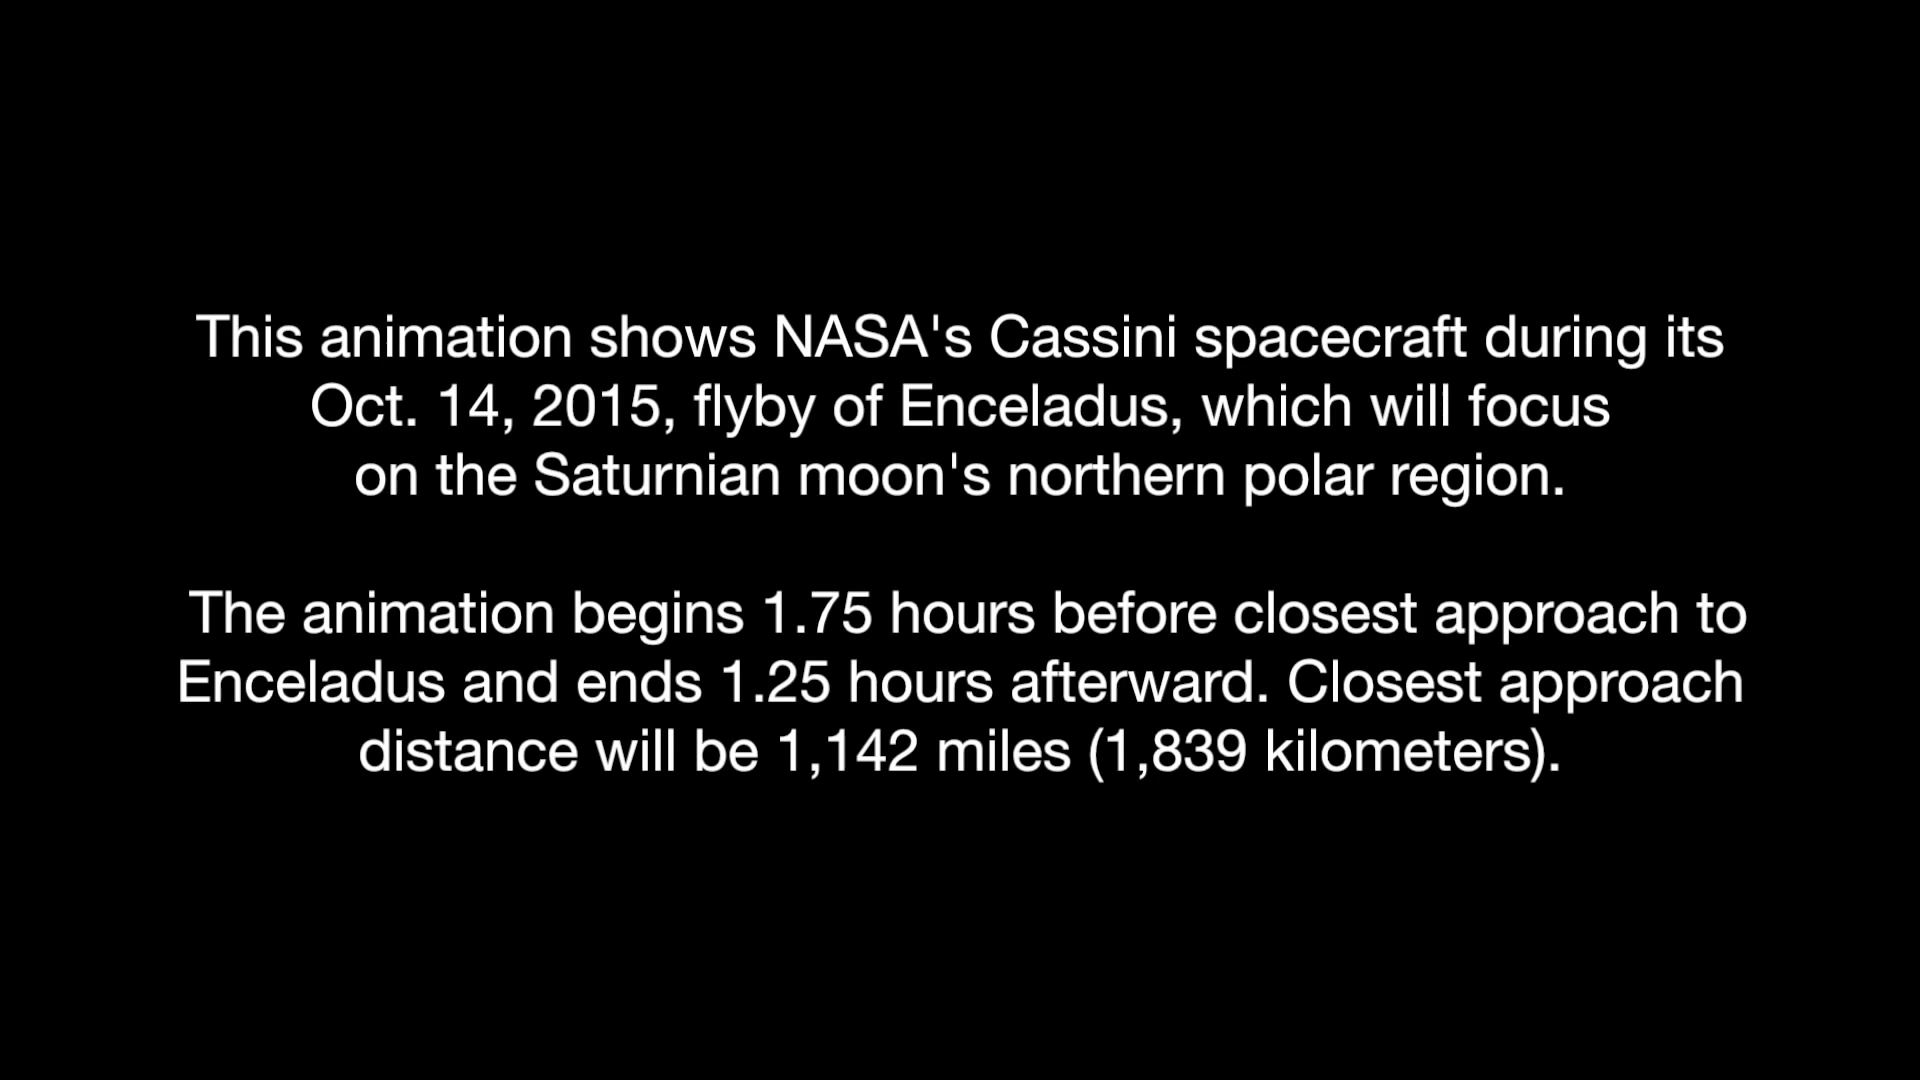 This animation shows NASA's Cassini spacecraft during its
Oct. 14, 2015, flyby of Enceladus, which will focus
on the Saturnian moon's northern polar region.
The animation begins 1.75 hours before closest approach to
Enceladus and ends 1.25 hours afterward. Closest approach
distance will be 1,142 miles (1,839 kilometers).